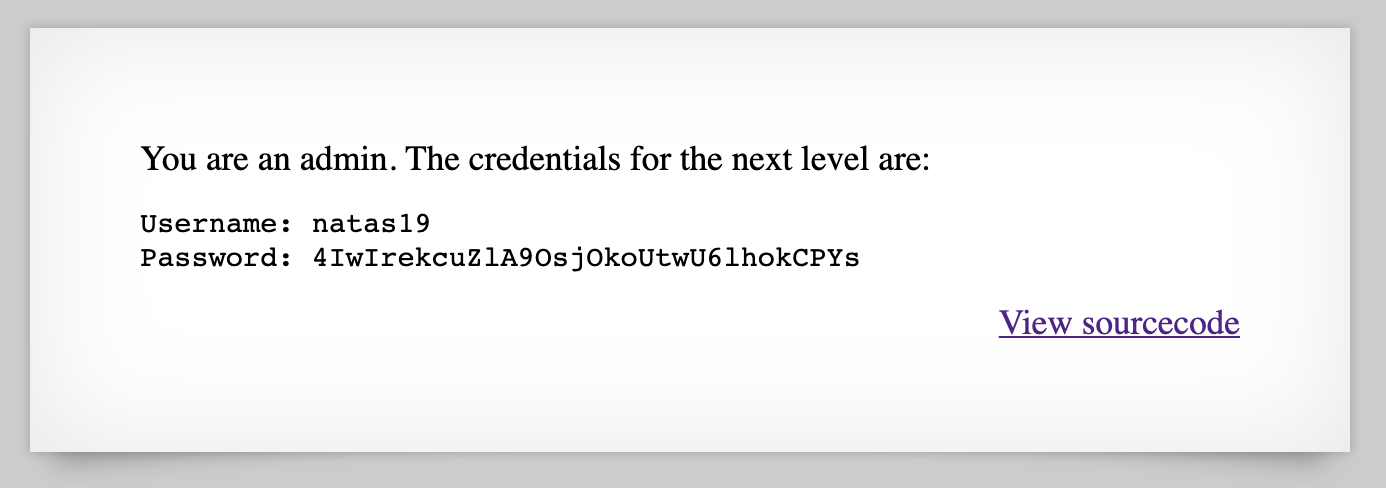 You are an admin. The credentials for the next level are:
Username: natas19
Password: 4IwIrekcuZlA9OsjOkoUtwU6lhokCPYs
View sourcecode